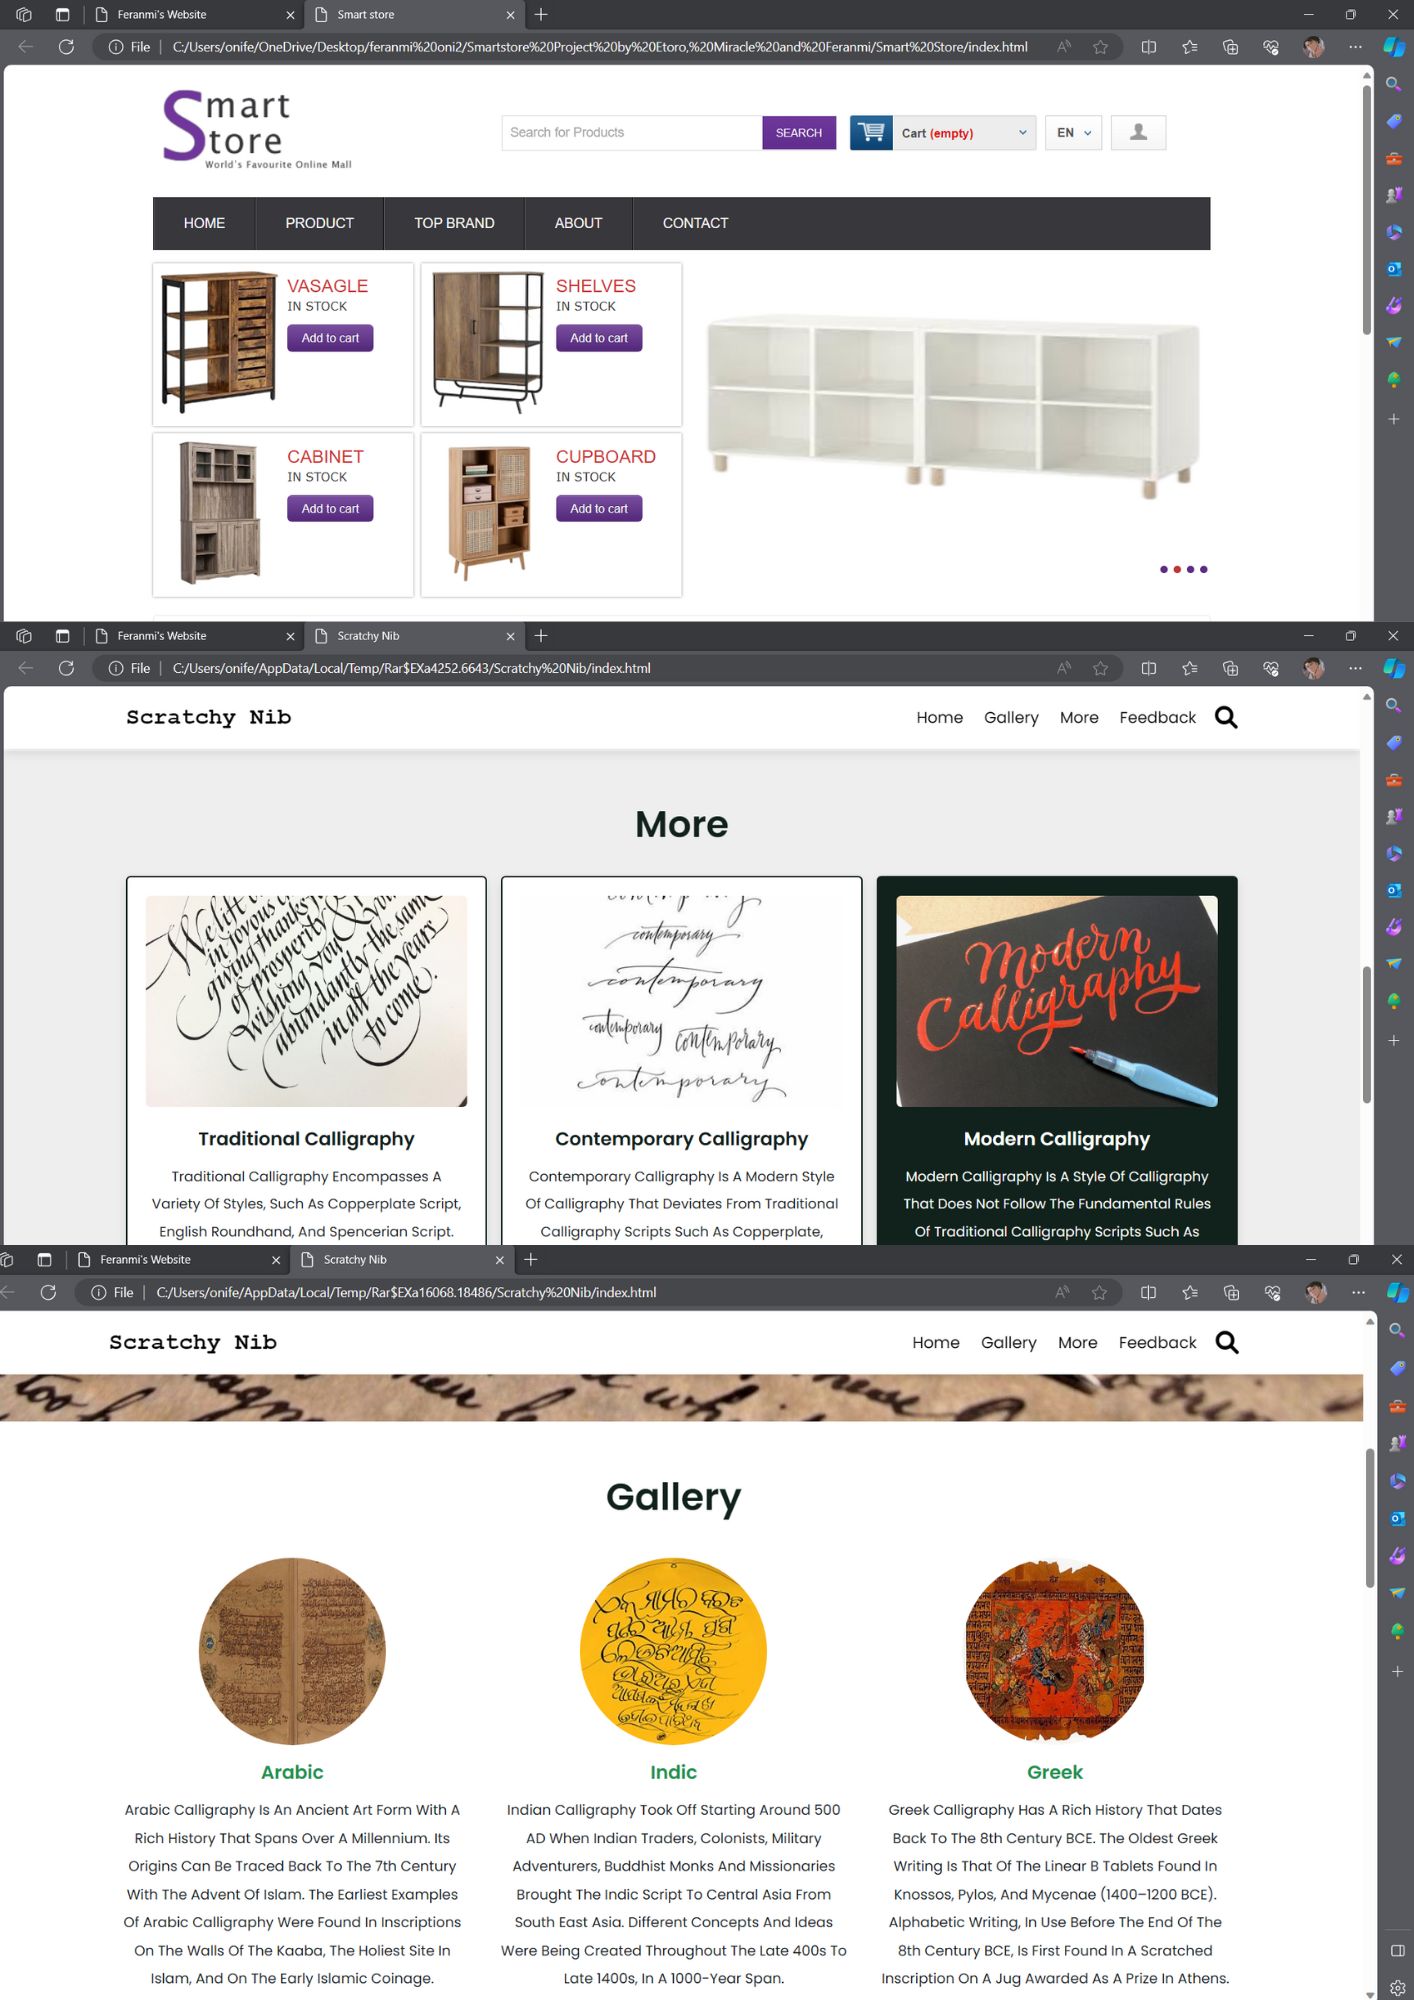 Feranmi's Website
Smart store
File
C:/Users/onife/OneDrive/Desktop/feranmi%20oni2/Smartstore%20Project%20by%20Etoro,%20Miracle%20and%20Feranmi/Smart%20Store/index.html
Smart
Store
World's Favourite Online Mall
Search for Products
SEARCH
Cart (empty)
EN
HOME
PRODUCT
TOP BRAND
ABOUT
CONTACT
VASAGLE
IN STOCK
Add to cart
SHELVES
IN STOCK
Add to cart
CABINET
IN STOCK
Add to cart
CUPBOARD
IN STOCK
Add to cart
Feranmi's Website
Scratchy Nib
File
C:/Users/onife/AppData/Local/Temp/Rar$EXa4252.6643/Scratchy%20Nib/index.html
Scratchy Nib
Home
Gallery
More
Feedback
More
giving thanks
of prosperity
wishing you
abundantly the same
in all the years
to come.
Traditional Calligraphy
Traditional Calligraphy Encompasses A
Variety Of Styles, Such As Copperplate Script,
English Roundhand, And Spencerian Script.
contemporary
contemporary
contemporary contemporary
contemporary
Contemporary Calligraphy
Contemporary Calligraphy Is A Modern Style
Of Calligraphy That Deviates From Traditional
Calligraphy Scripts Such As Copperplate,
Modern
Calligraphy
Modern Calligraphy
Modern Calligraphy Is A Style Of Calligraphy
That Does Not Follow The Fundamental Rules
Of Traditional Calligraphy Scripts Such As
Feranmi's Website
Scratchy Nib
File
C:/Users/onife/AppData/Local/Temp/Rar$EXa16068.18486/Scratchy%20Nib/index.html
Scratchy Nib
Home
Gallery
More
Feedback
Gallery
Arabic
Arabic Calligraphy Is An Ancient Art Form With A
Rich History That Spans Over A Millennium. Its
Origins Can Be Traced Back To The 7th Century
With The Advent Of Islam. The Earliest Examples
Of Arabic Calligraphy Were Found In Inscriptions
On The Walls Of The Kaaba, The Holiest Site In
Islam, And On The Early Islamic Coinage.
Indic
Indian Calligraphy Took Off Starting Around 500
AD When Indian Traders, Colonists, Military
Adventurers, Buddhist Monks And Missionaries
Brought The Indic Script To Central Asia From
South East Asia. Different Concepts And Ideas
Were Being Created Throughout The Late 400s To
Late 1400s, In A 1000-Year Span.
Greek
Greek Calligraphy Has A Rich History That Dates
Back To The 8th Century BCE. The Oldest Greek
Writing Is That Of The Linear B Tablets Found In
Knossos, Pylos, And Mycenae (1400–1200 BCE).
Alphabetic Writing, In Use Before The End Of The
8th Century BCE, Is First Found In A Scratched
Inscription On A Jug Awarded As A Prize In Athens.